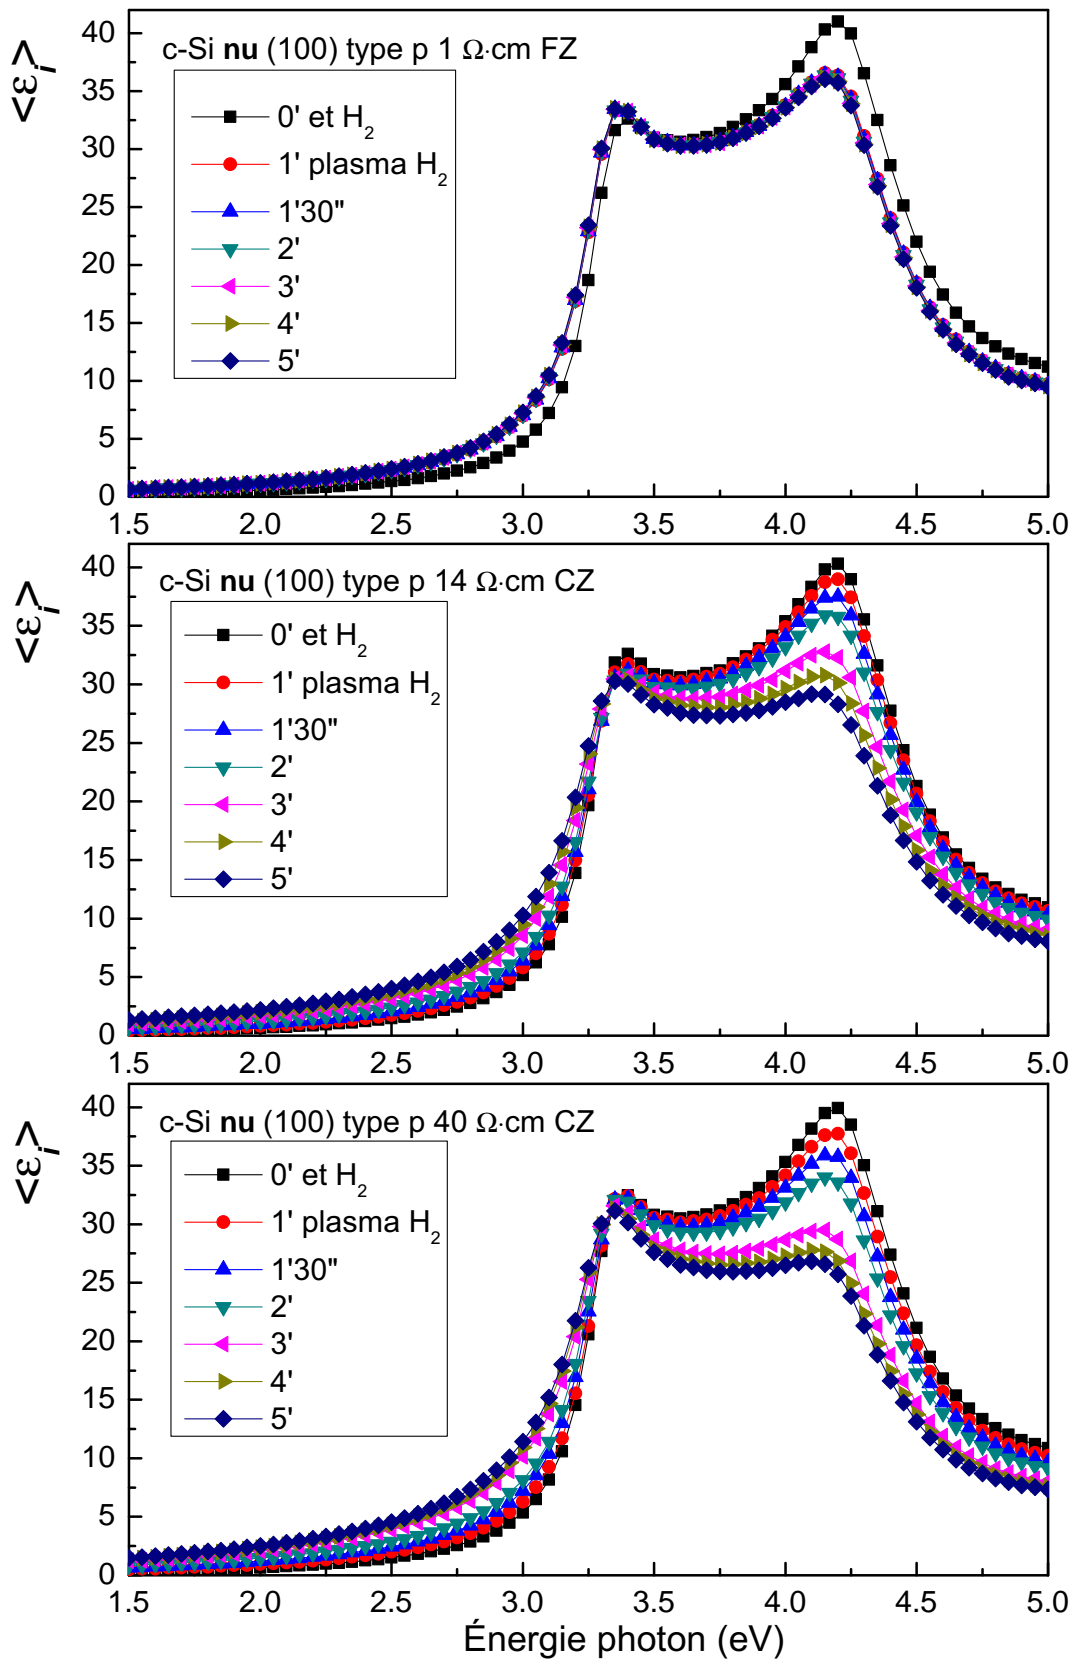 <ε_i>
c-Si nu (100) type p 1 Ω·cm FZ
0' et H₂
1' plasma H₂
1'30"
2'
3'
4'
5'
40
35
30
25
20
15
10
5
0
1.5 2.0 2.5 3.0 3.5 4.0 4.5 5.0
<ε_i>
c-Si nu (100) type p 14 Ω·cm CZ
0' et H₂
1' plasma H₂
1'30"
2'
3'
4'
5'
40
35
30
25
20
15
10
5
0
1.5 2.0 2.5 3.0 3.5 4.0 4.5 5.0
<ε_i>
c-Si nu (100) type p 40 Ω·cm CZ
0' et H₂
1' plasma H₂
1'30"
2'
3'
4'
5'
40
35
30
25
20
15
10
5
0
1.5 2.0 2.5 3.0 3.5 4.0 4.5 5.0
Énergie photon (eV)